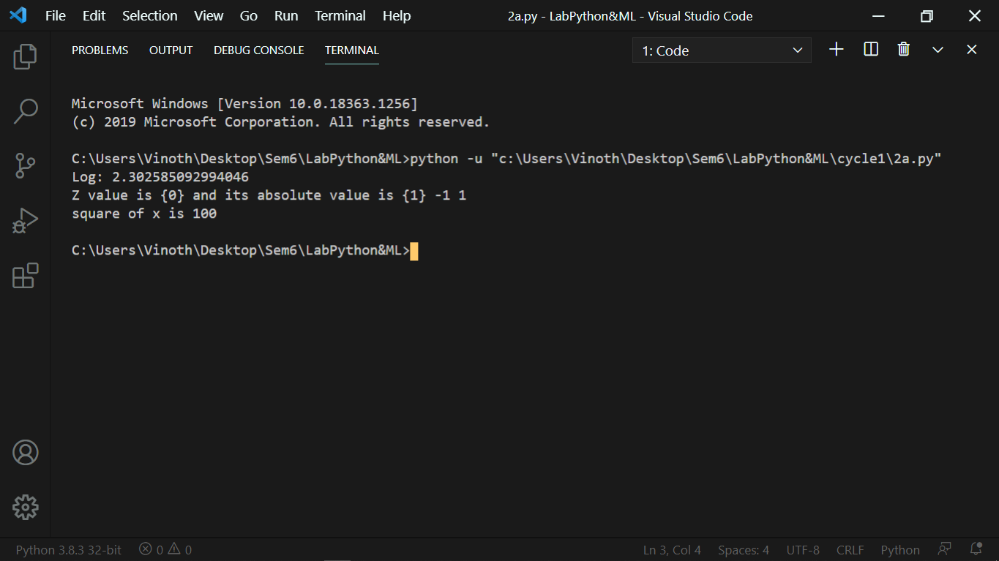 File Edit Selection View Go Run Terminal Help 2a.py - LabPython&ML - Visual Studio Code
PROBLEMS OUTPUT DEBUG CONSOLE TERMINAL 1: Code
Microsoft Windows [Version 10.0.18363.1256]
(c) 2019 Microsoft Corporation. All rights reserved.
C:\Users\Vinoth\Desktop\Sem6\LabPython&ML>python -u "c:\Users\Vinoth\Desktop\Sem6\LabPython&ML\cycle1\2a.py"
Log: 2.302585092994046
Z value is {0} and its absolute value is {1} -1 1
square of x is 100
C:\Users\Vinoth\Desktop\Sem6\LabPython&ML>
Python 3.8.3 32-bit 0 0 Ln 3, Col 4 Spaces: 4 UTF-8 CRLF Python